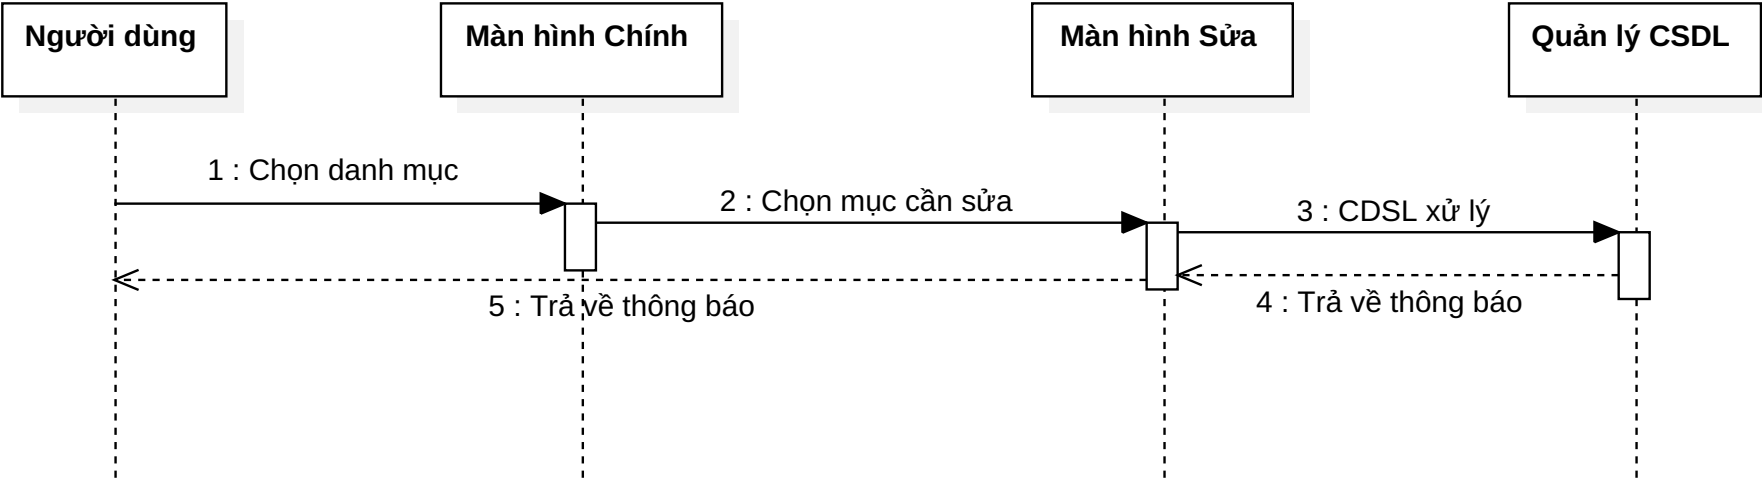 Người dùng
Màn hình Chính
Màn hình Sửa
Quản lý CSDL
1 : Chọn danh mục
2 : Chọn mục cần sửa
3 : CDSL xử lý
4 : Trả về thông báo
5 : Trả về thông báo